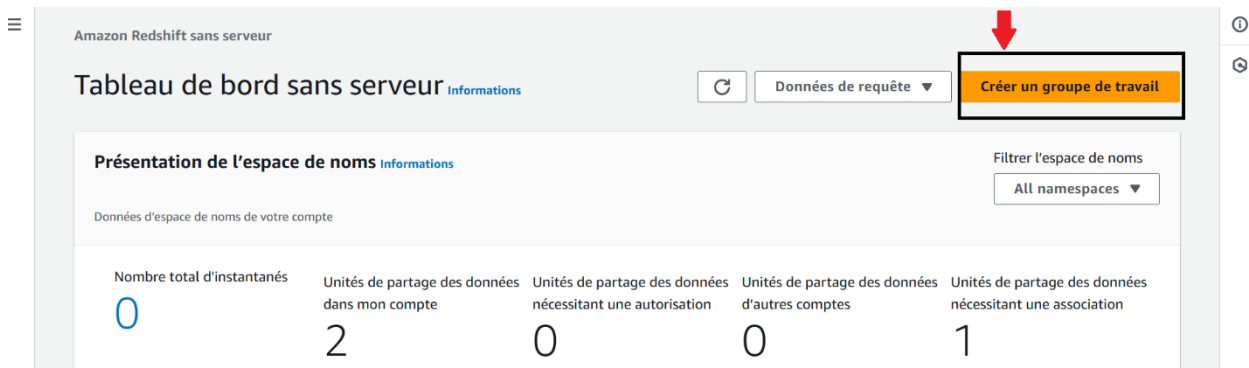 Amazon Redshift sans serveur
Tableau de bord sans serveur Informations
Données de requête
Créer un groupe de travail
Présentation de l'espace de noms Informations
Filtrer l'espace de noms
All namespaces
Données d'espace de noms de votre compte
Nombre total d'instantanés
0
Unités de partage des données
dans mon compte
2
Unités de partage des données
nécessitant une autorisation
0
Unités de partage des données
d'autres comptes
0
Unités de partage des données
nécessitant une association
1